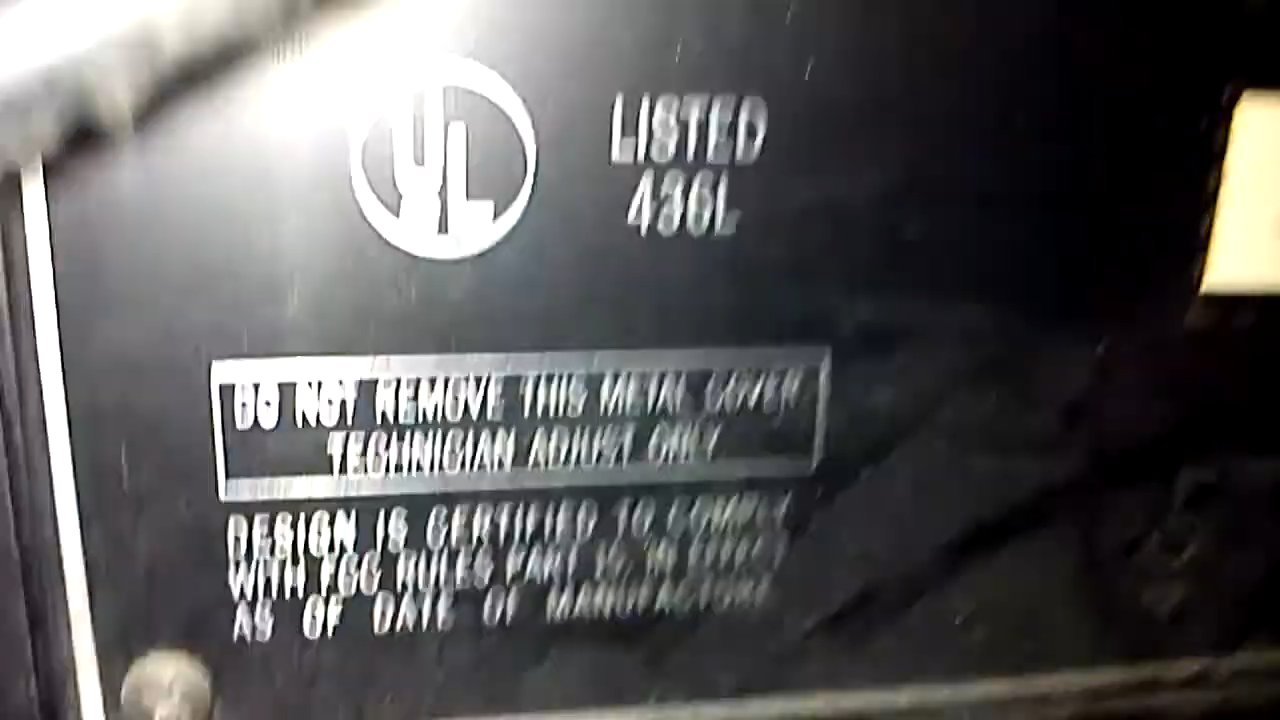 UL
LISTED
436L
DO NOT REMOVE THIS METAL COVER
TECHNICIAN ADJUST ONLY
DESIGN IS CERTIFIED TO COMPLY
WITH FCC RULES PART 15 IN EFFECT
AS OF DATE OF MANUFACTURE